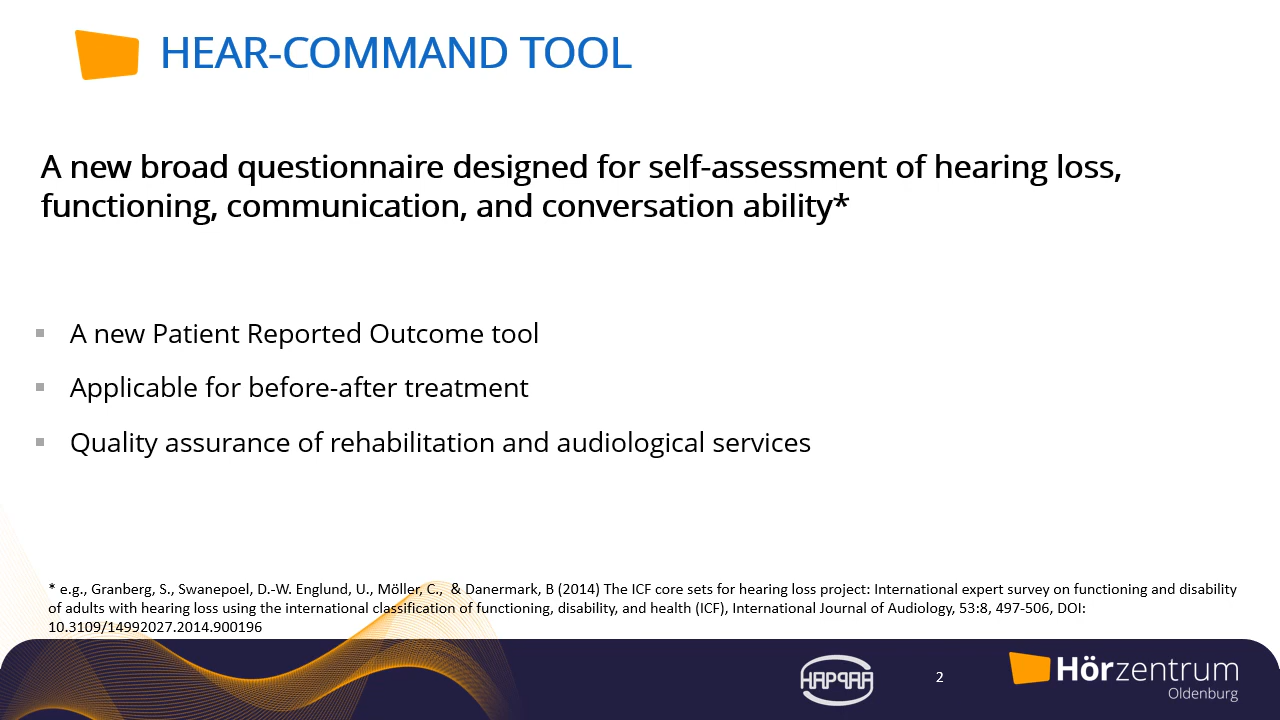 HEAR-COMMAND TOOL
A new broad questionnaire designed for self-assessment of hearing loss,
functioning, communication, and conversation ability*
▪ A new Patient Reported Outcome tool
▪ Applicable for before-after treatment
▪ Quality assurance of rehabilitation and audiological services
* e.g., Granberg, S., Swanepoel, D.-W. Englund, U., Möller, C., & Danermark, B (2014) The ICF core sets for hearing loss project: International expert survey on functioning and disability
of adults with hearing loss using the international classification of functioning, disability, and health (ICF), International Journal of Audiology, 53:8, 497-506, DOI:
10.3109/14992027.2014.900196
2
Hörzentrum
Oldenburg